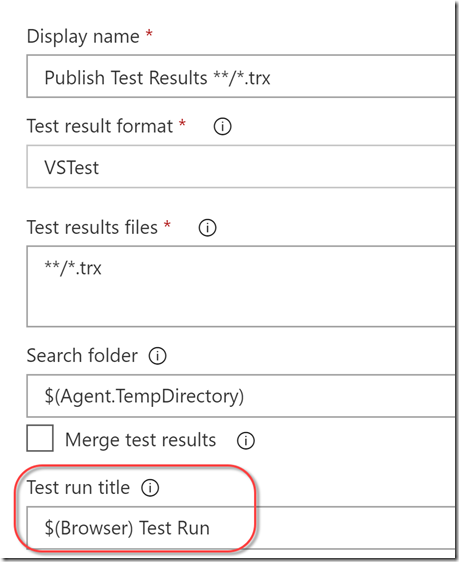 Display name *
Publish Test Results **/*.trx
Test result format *
VSTest
Test results files *
**/*.trx
Search folder
$(Agent.TempDirectory)
Merge test results
Test run title
$(Browser) Test Run